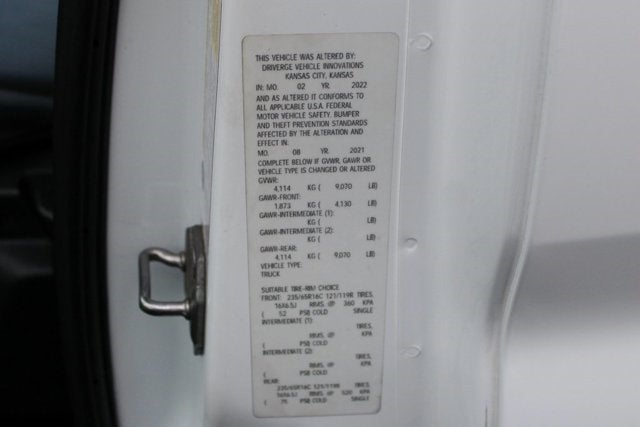 THIS VEHICLE WAS ALTERED BY:
DRIVERGE VEHICLE INNOVATIONS
KANSAS CITY, KANSAS
IN: MO. 02 YR. 2022
AND AS ALTERED IT CONFORMS TO
ALL APPLICABLE U.S.A. FEDERAL
MOTOR VEHICLE SAFETY, BUMPER
AND THEFT PREVENTION STANDARDS
AFFECTED BY THE ALTERATION AND
EFFECT IN:
MO. 08 YR. 2021
COMPLETE BELOW IF GVWR, GAWR OR
VEHICLE TYPE IS CHANGED OR ALTERED
GVWR:
4,114 KG ( 9,070 LB)
GAWR-FRONT:
1,873 KG ( 4,130 LB)
GAWR-INTERMEDIATE (1):
KG ( LB)
GAWR-INTERMEDIATE (2):
KG ( LB)
GAWR-REAR:
4,114 KG ( 9,070 LB)
VEHICLE TYPE:
TRUCK
SUITABLE TIRE-RIM CHOICE
FRONT: 235/65R16C 121/119R TIRES,
16X6.5J RIMS, @ 360 KPA
( 52 PSI) COLD SINGLE
INTERMEDIATE (1):
TIRES,
RIMS, @ KPA
( PSI) COLD
INTERMEDIATE (2):
TIRES,
RIMS, @ KPA
( PSI) COLD
REAR:
235/65R16C 121/119R TIRES,
16X6.5J RIMS, @ 520 KPA
( 75 PSI) COLD SINGLE